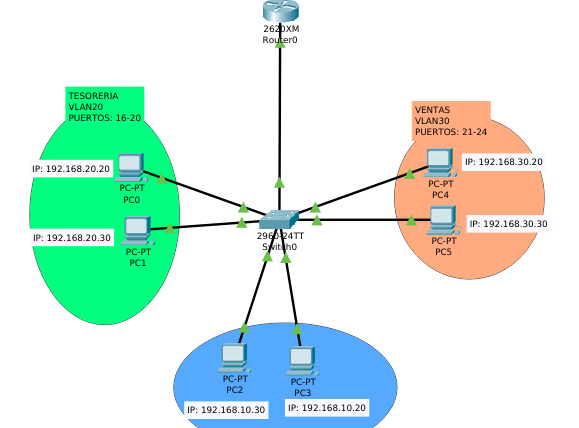 2620XM
Router0
TESORERIA
VLAN20
PUERTOS: 16-20
VENTAS
VLAN30
PUERTOS: 21-24
IP: 192.168.20.20
PC-PT
PC0
IP: 192.168.30.20
PC-PT
PC4
IP: 192.168.20.30
PC-PT
PC1
2960-24TT
Switch0
IP: 192.168.30.30
PC-PT
PC5
PC-PT
PC2
PC-PT
PC3
IP: 192.168.10.30
IP: 192.168.10.20